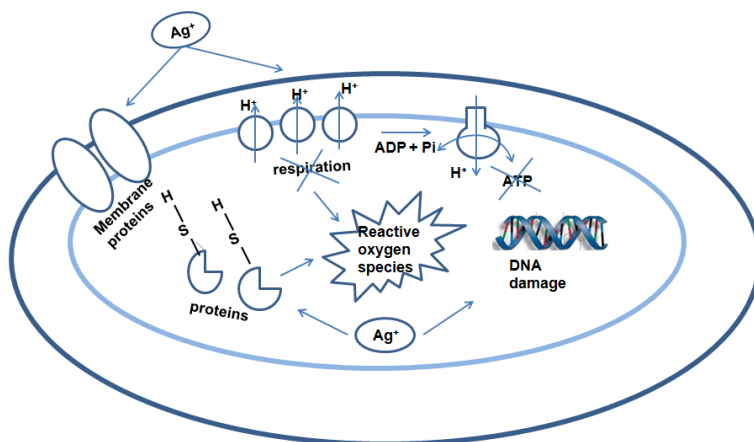 Ag⁺
H⁺
H⁺
H⁺
ADP + Pi
respiration
H⁺
ATP
Membrane
proteins
H
S
H
S
Reactive
oxygen
species
DNA
damage
proteins
Ag⁺